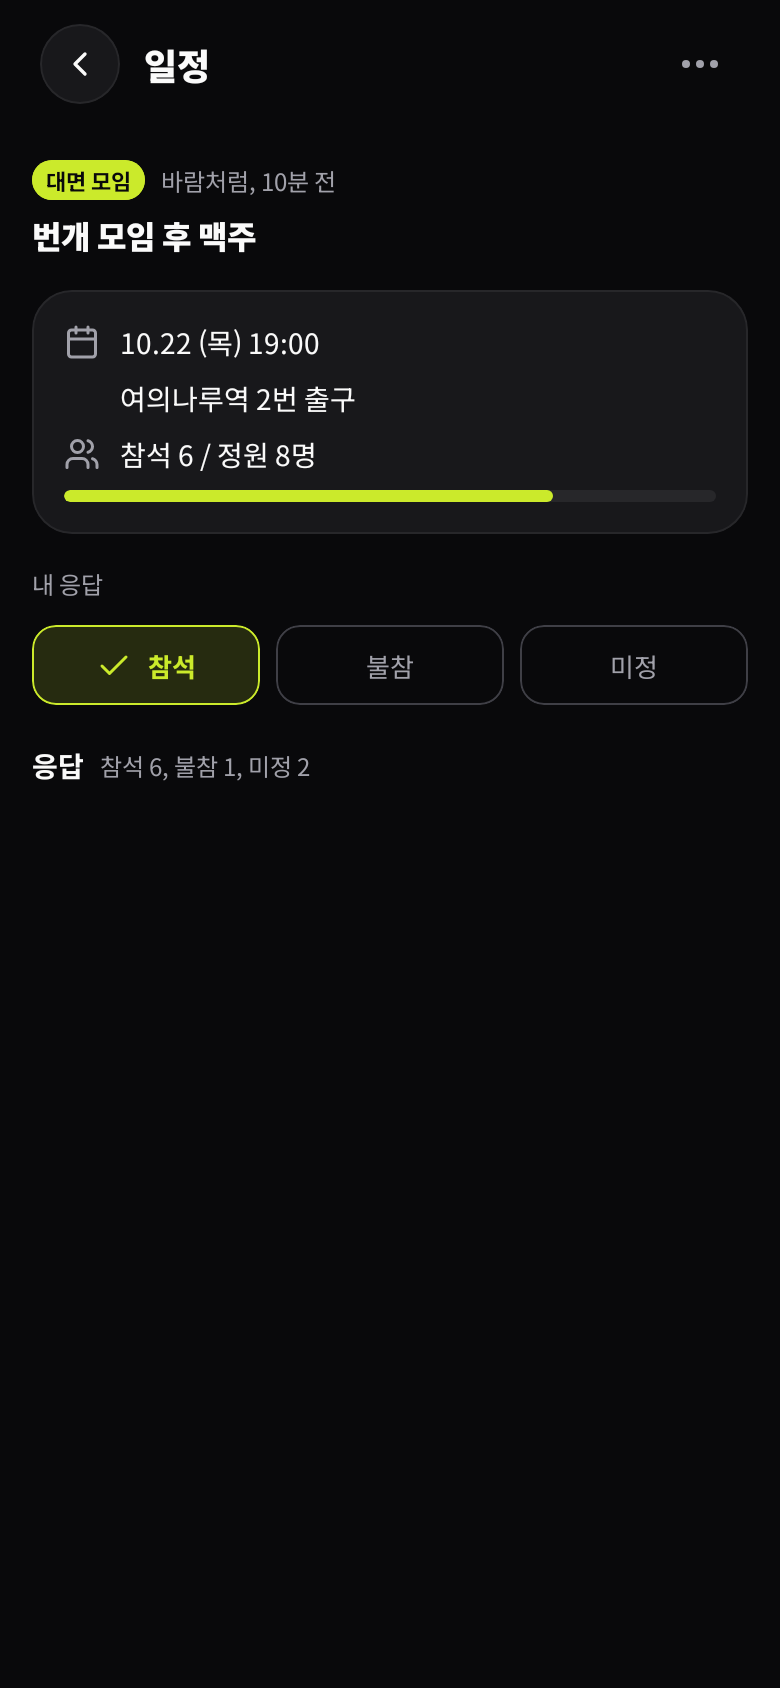 일정
대면 모임 바람처럼, 10분 전
번개 모임 후 맥주
10.22 (목) 19:00
여의나루역 2번 출구
참석 6 / 정원 8명
내 응답
참석 불참 미정
응답 참석 6, 불참 1, 미정 2